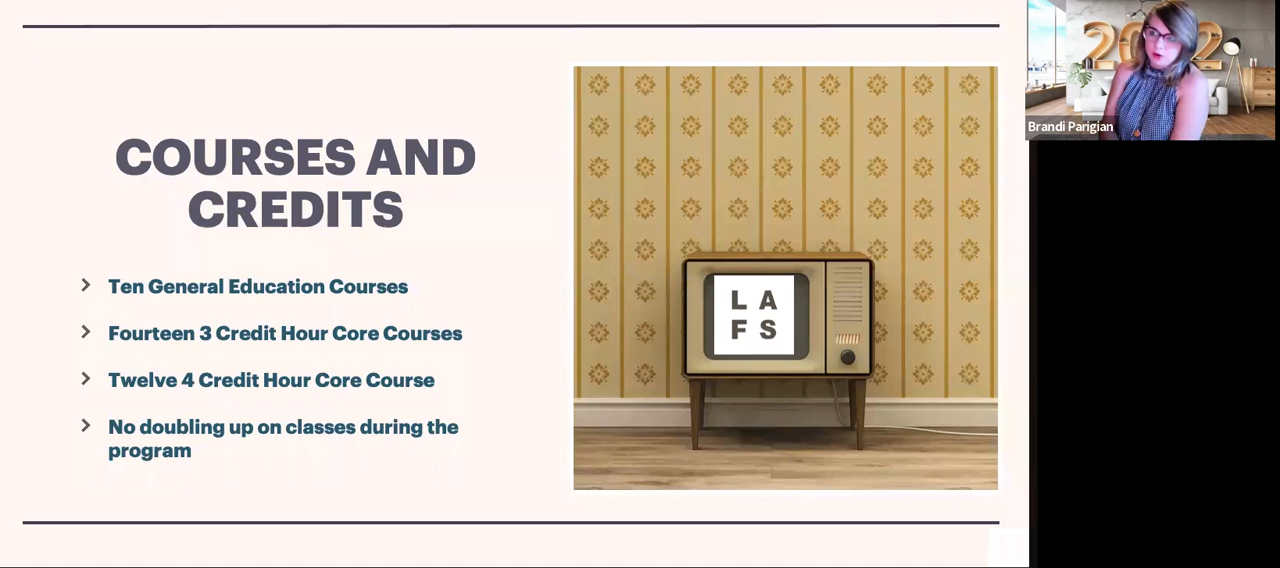 COURSES AND
CREDITS
Ten General Education Courses
Fourteen 3 Credit Hour Core Courses
Twelve 4 Credit Hour Core Course
No doubling up on classes during the
program
L A
F S
Brandi Parigian